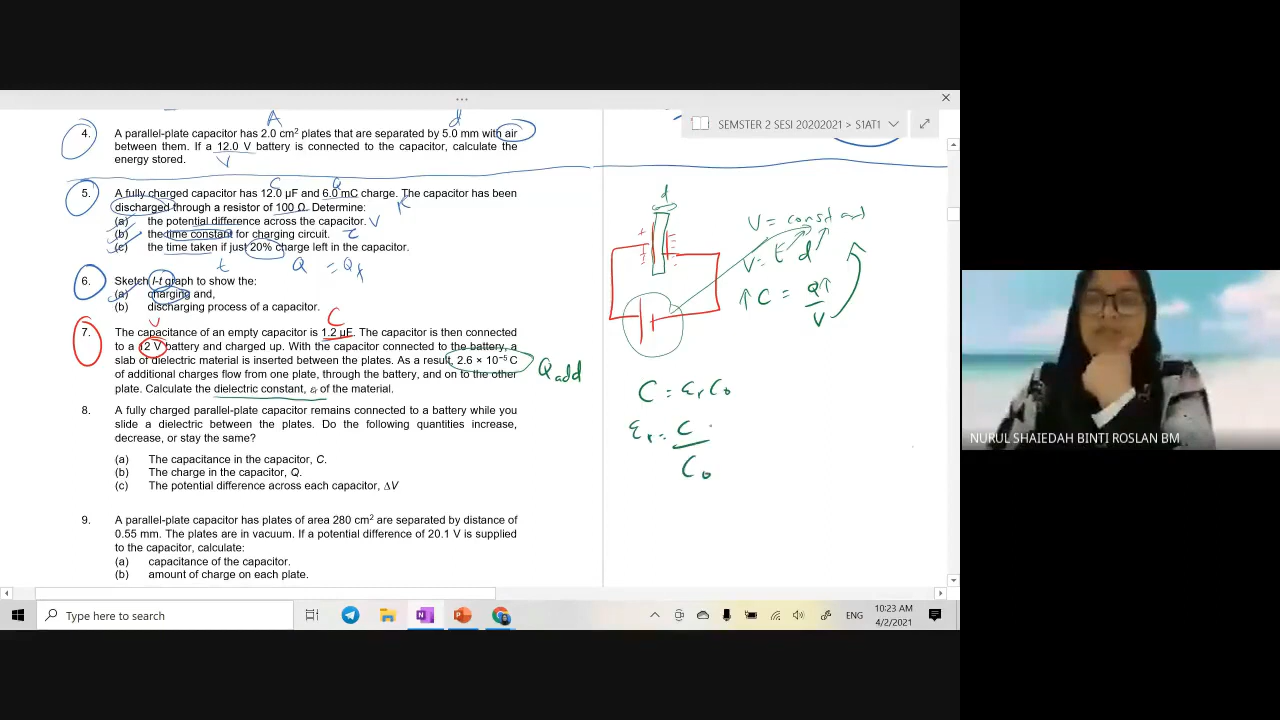 SEMSTER 2 SESI 20202021 > S1AT1
A
d
4. A parallel-plate capacitor has 2.0 cm² plates that are separated by 5.0 mm with air
between them. If a 12.0 V battery is connected to the capacitor, calculate the
energy stored.
V
C Q
5. A fully charged capacitor has 12.0 μF and 6.0 mC charge. The capacitor has been
discharged through a resistor of 100 Ω. Determine:
R
(a) the potential difference across the capacitor. V
(b) the time constant for charging circuit. τ
(c) the time taken if just 20% charge left in the capacitor.
t Q = Q
6. Sketch I-t graph to show the:
(a) charging and,
(b) discharging process of a capacitor.
V C
7. The capacitance of an empty capacitor is 1.2 μF. The capacitor is then connected
to a 12 V battery and charged up. With the capacitor connected to the battery, a
slab of dielectric material is inserted between the plates. As a result, 2.6 × 10⁻⁵ C
of additional charges flow from one plate, through the battery, and on to the other
plate. Calculate the dielectric constant, εr of the material.
Q add
8. A fully charged parallel-plate capacitor remains connected to a battery while you
slide a dielectric between the plates. Do the following quantities increase,
decrease, or stay the same?
(a) The capacitance in the capacitor, C.
(b) The charge in the capacitor, Q.
(c) The potential difference across each capacitor, ΔV
9. A parallel-plate capacitor has plates of area 280 cm² are separated by distance of
0.55 mm. The plates are in vacuum. If a potential difference of 20.1 V is supplied
to the capacitor, calculate:
(a) capacitance of the capacitor.
(b) amount of charge on each plate.
d
V = constant
V = E d
↑ C = Q↑
V
C = εr C₀
εr = C
C₀
NURUL SHAIEDAH BINTI ROSLAN BM
Type here to search
ENG
10:23 AM
4/2/2021